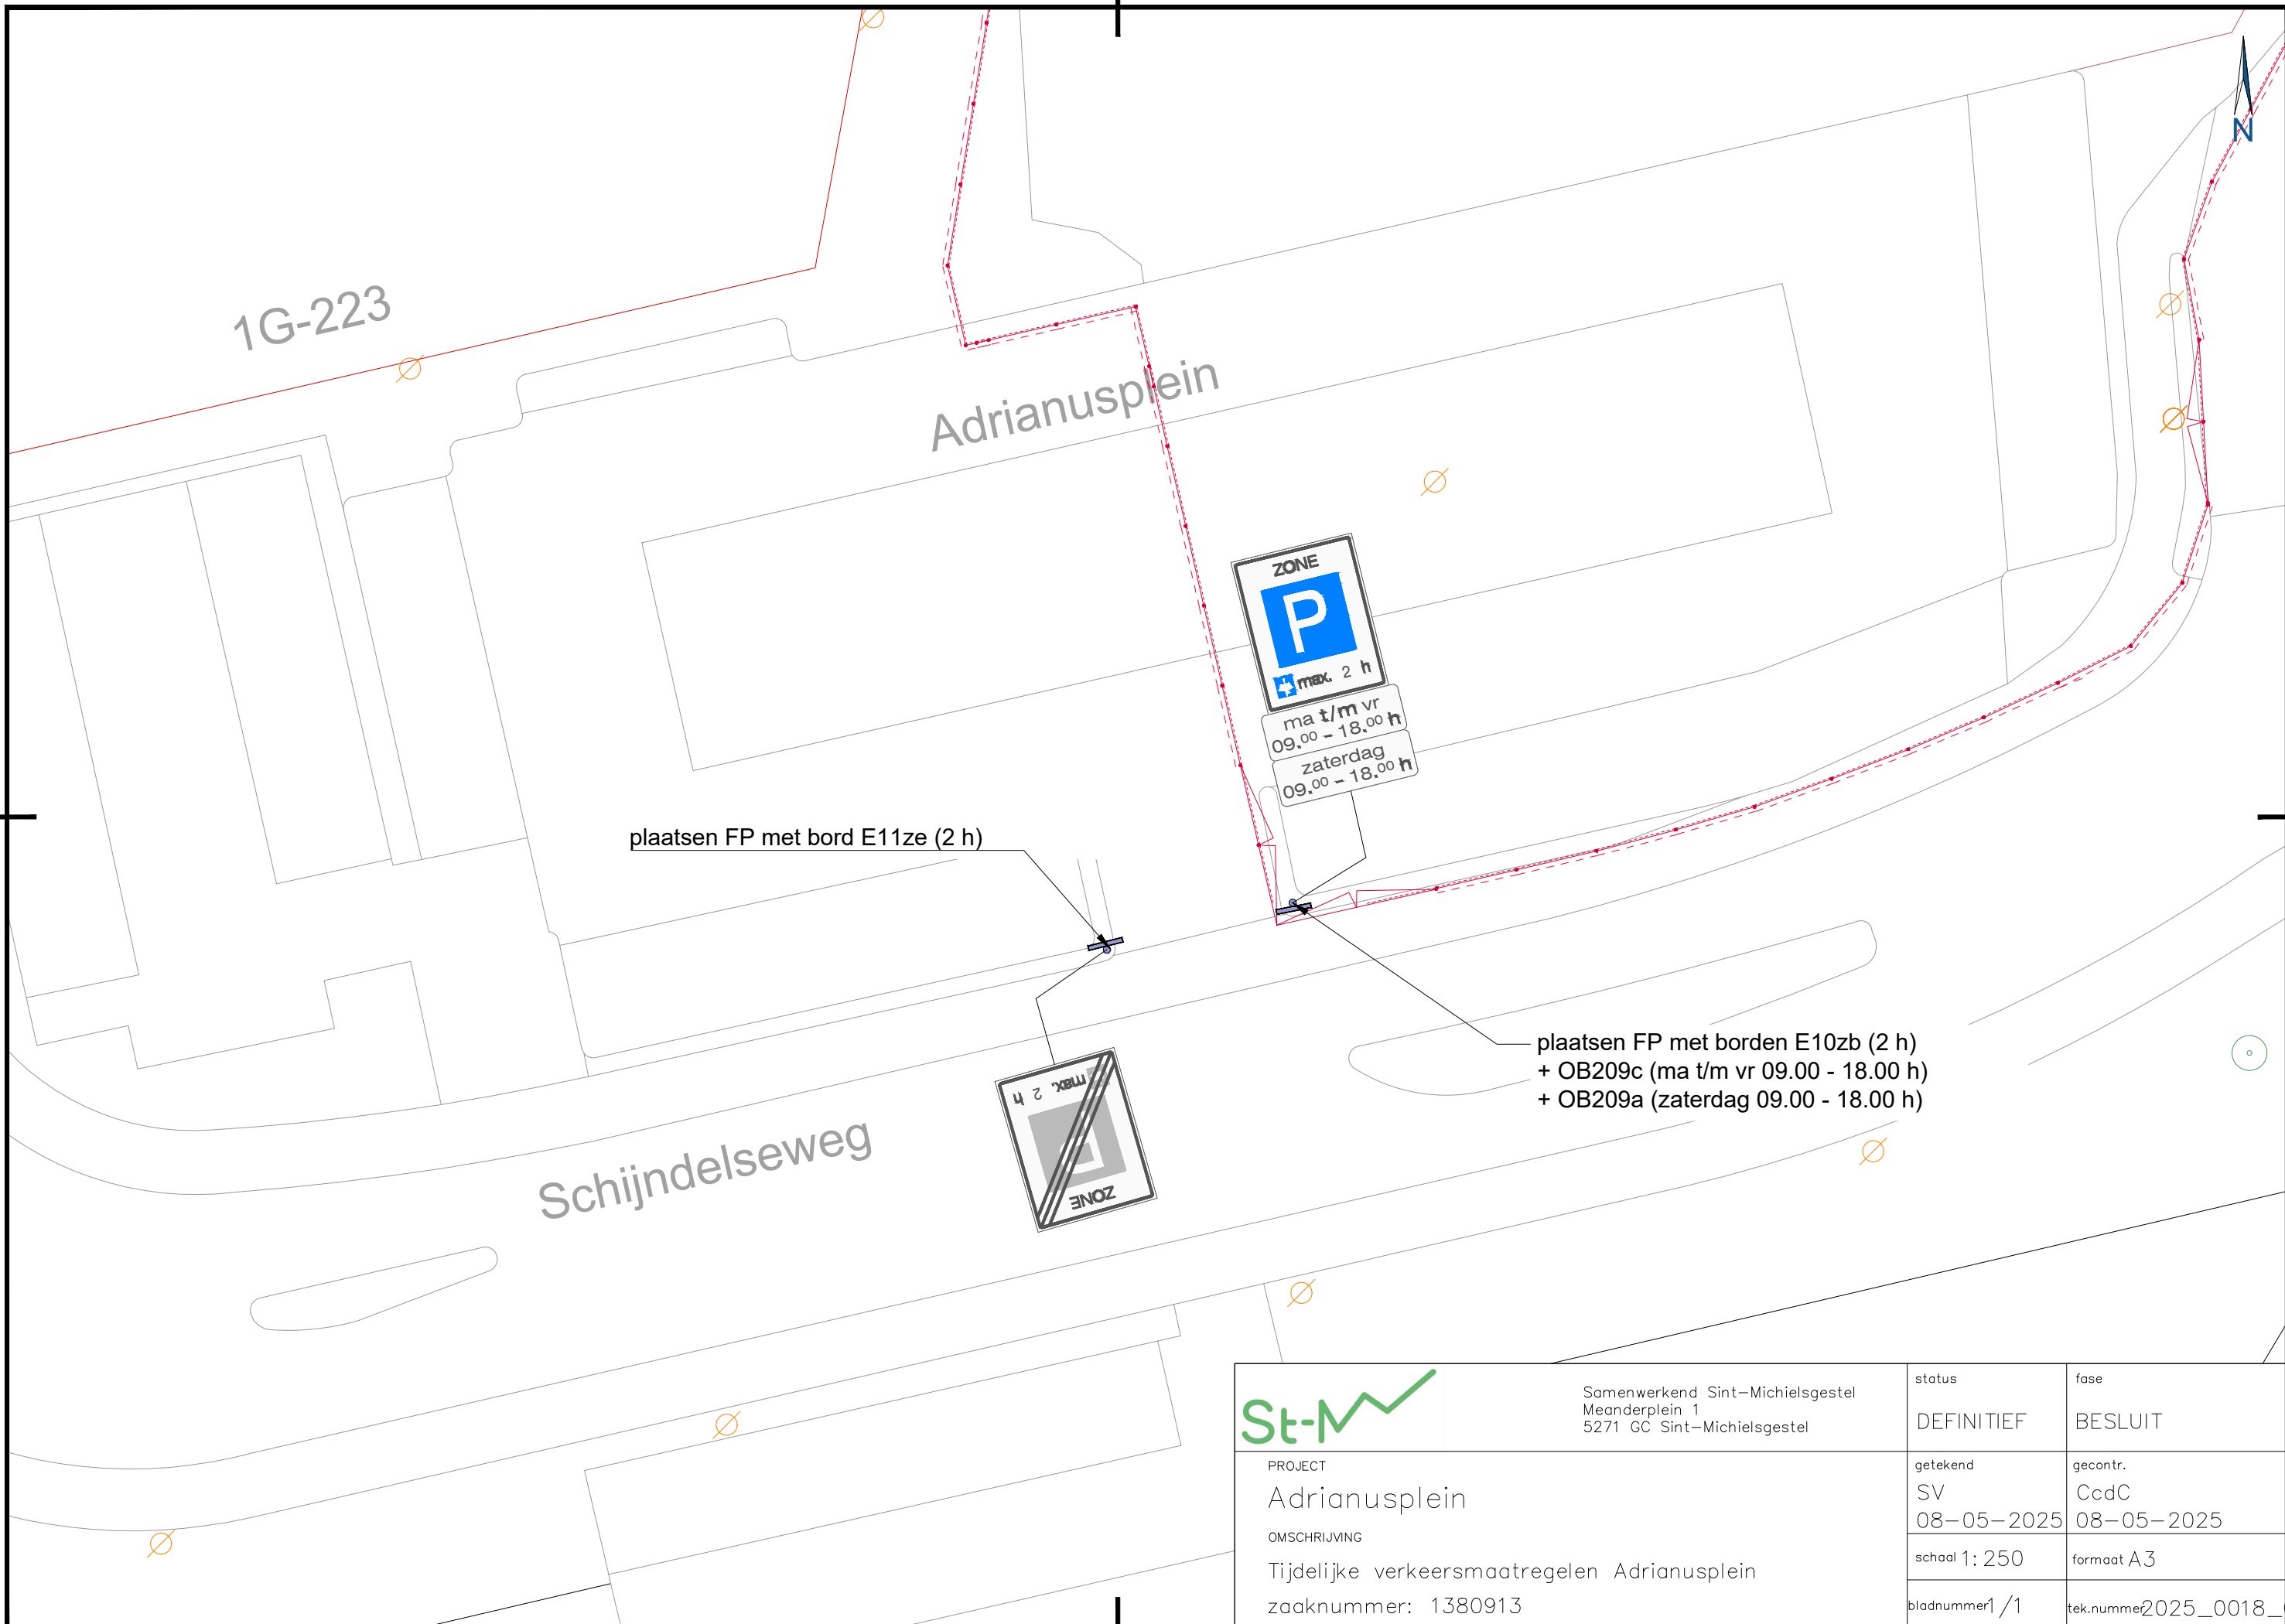 N
1G-223
Adrianusplein
ZONE
P
max. 2 h
ma t/m vr
09.00 - 18.00 h
zaterdag
09.00 - 18.00 h
plaatsen FP met bord E11ze (2 h)
plaatsen FP met borden E10zb (2 h)
+ OB209c (ma t/m vr 09.00 - 18.00 h)
+ OB209a (zaterdag 09.00 - 18.00 h)
max. 2 h
ZONE
Schijndelseweg
St-M
Samenwerkend Sint-Michielsgestel
Meanderplein 1
5271 GC Sint-Michielsgestel
status
DEFINITIEF
fase
BESLUIT
PROJECT
Adrianusplein
OMSCHRIJVING
Tijdelijke verkeersmaatregelen Adrianusplein
zaaknummer: 1380913
getekend
SV
08-05-2025
gecontr.
CcdC
08-05-2025
schaal 1:250
formaat A3
bladnummer 1/1
tek.nummer 2025_0018_